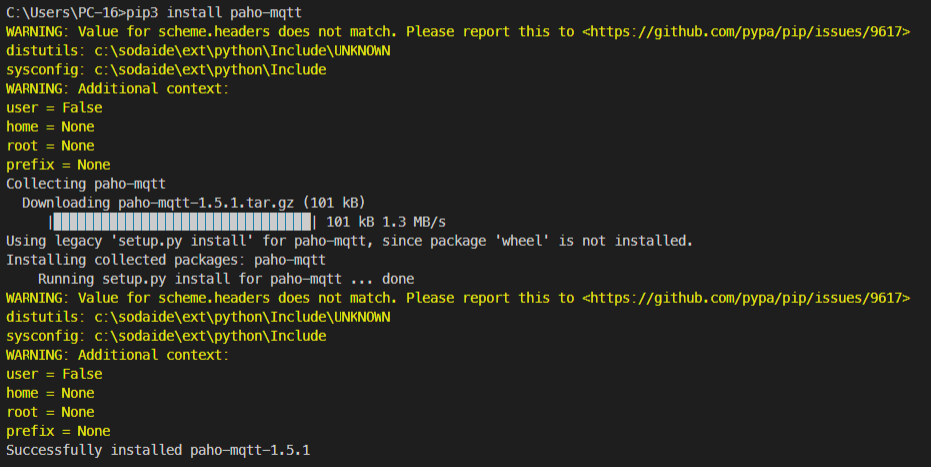 C:\Users\PC-16>pip3 install paho-mqtt
WARNING: Value for scheme.headers does not match. Please report this to <https://github.com/pypa/pip/issues/9617>
distutils: c:\sodaide\ext\python\Include\UNKNOWN
sysconfig: c:\sodaide\ext\python\Include
WARNING: Additional context:
user = False
home = None
root = None
prefix = None
Collecting paho-mqtt
  Downloading paho-mqtt-1.5.1.tar.gz (101 kB)
     |████████████████████████████████| 101 kB 1.3 MB/s
Using legacy 'setup.py install' for paho-mqtt, since package 'wheel' is not installed.
Installing collected packages: paho-mqtt
    Running setup.py install for paho-mqtt ... done
WARNING: Value for scheme.headers does not match. Please report this to <https://github.com/pypa/pip/issues/9617>
distutils: c:\sodaide\ext\python\Include\UNKNOWN
sysconfig: c:\sodaide\ext\python\Include
WARNING: Additional context:
user = False
home = None
root = None
prefix = None
Successfully installed paho-mqtt-1.5.1